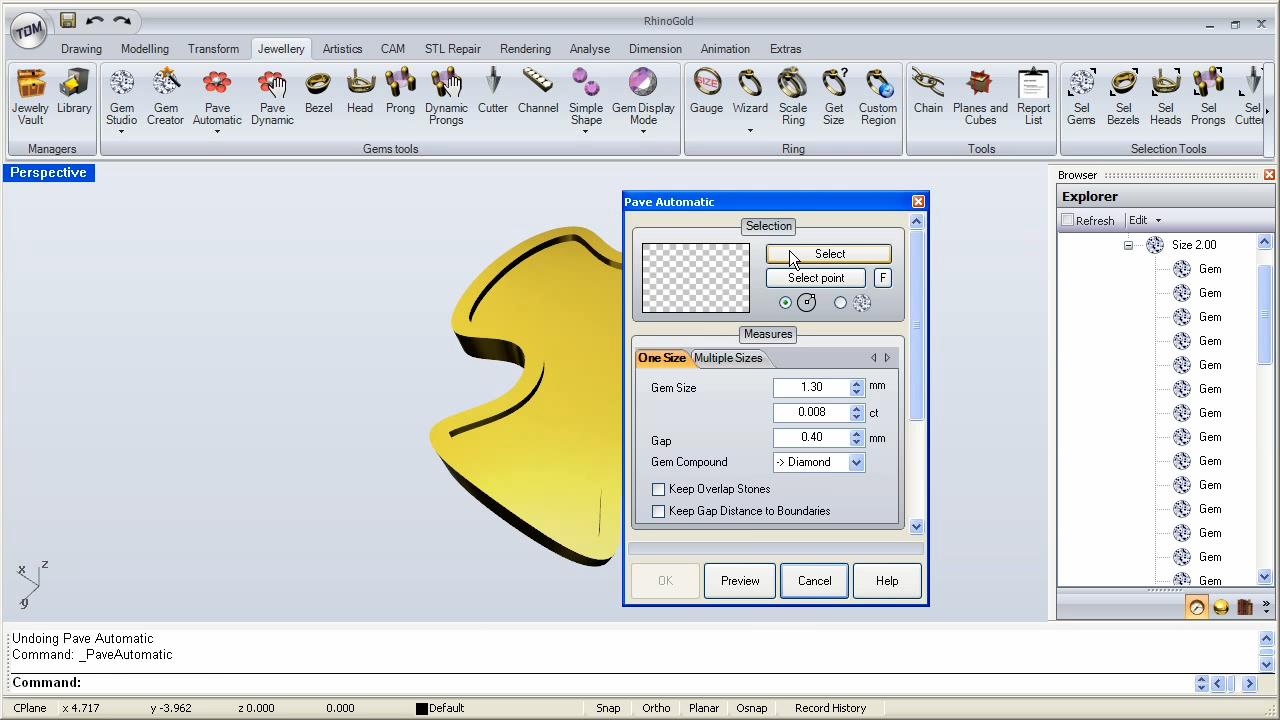 RhinoGold
TDM
Drawing Modelling Transform Jewellery Artistics CAM STL Repair Rendering Analyse Dimension Animation Extras
Jewelry Vault
Library
Gem Studio
Gem Creator
Pave Automatic
Pave Dynamic
Bezel
Head
Prong
Dynamic Prongs
Cutter
Channel
Simple Shape
Gem Display Mode
SIZE
Gauge
Wizard
Scale Ring
Get Size
Custom Region
Chain
Planes and Cubes
Report List
Sel Gems
Sel Bezels
Sel Heads
Sel Prongs
Sel Cutter
Managers
Gems tools
Ring
Tools
Selection Tools
Perspective
Browser
Explorer
Refresh Edit
Size 2.00
Gem
Gem
Gem
Gem
Gem
Gem
Gem
Gem
Gem
Gem
Gem
Gem
Gem
Gem
Pave Automatic
Selection
Select
Select point F
Measures
One Size Multiple Sizes
Gem Size 1.30 mm
0.008 ct
Gap 0.40 mm
Gem Compound -> Diamond
Keep Overlap Stones
Keep Gap Distance to Boundaries
OK Preview Cancel Help
x z y
Undoing Pave Automatic
Command: _PaveAutomatic
Command:
CPlane x 4.717 y -3.962 z 0.000 0.000 Default Snap Ortho Planar Osnap Record History